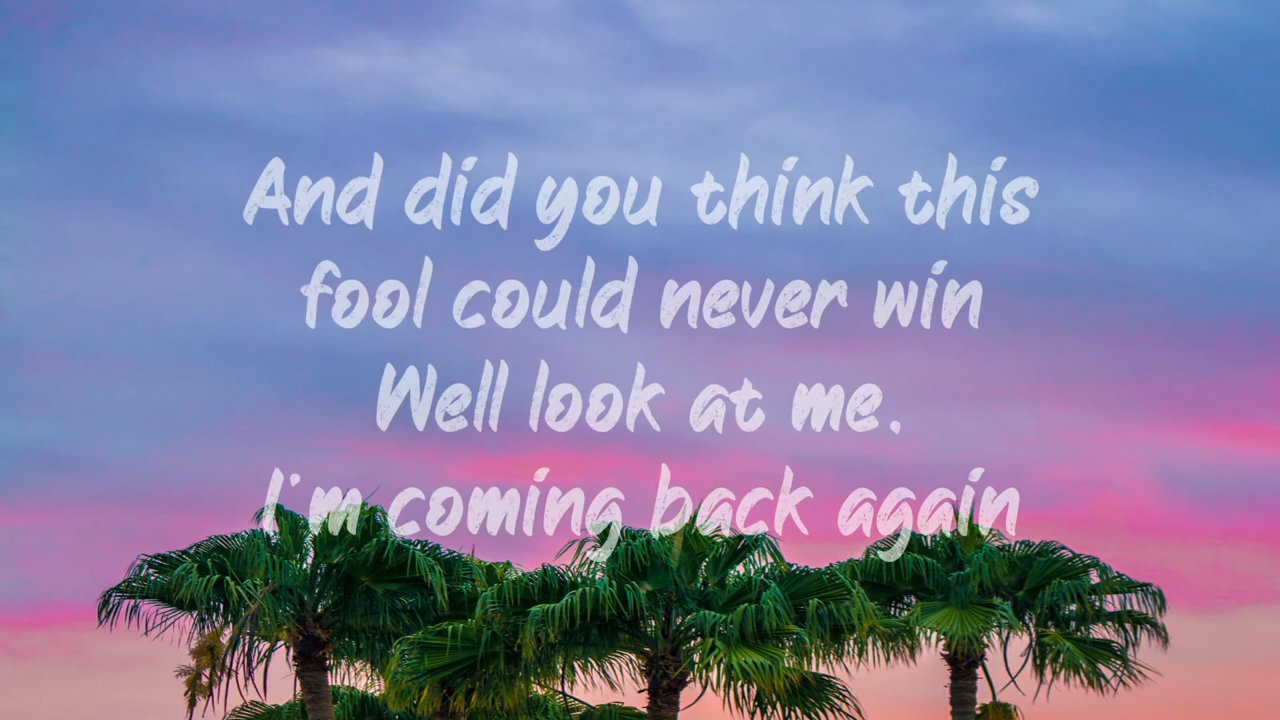 And did you think this
fool could never win
Well look at me,
I'm coming back again